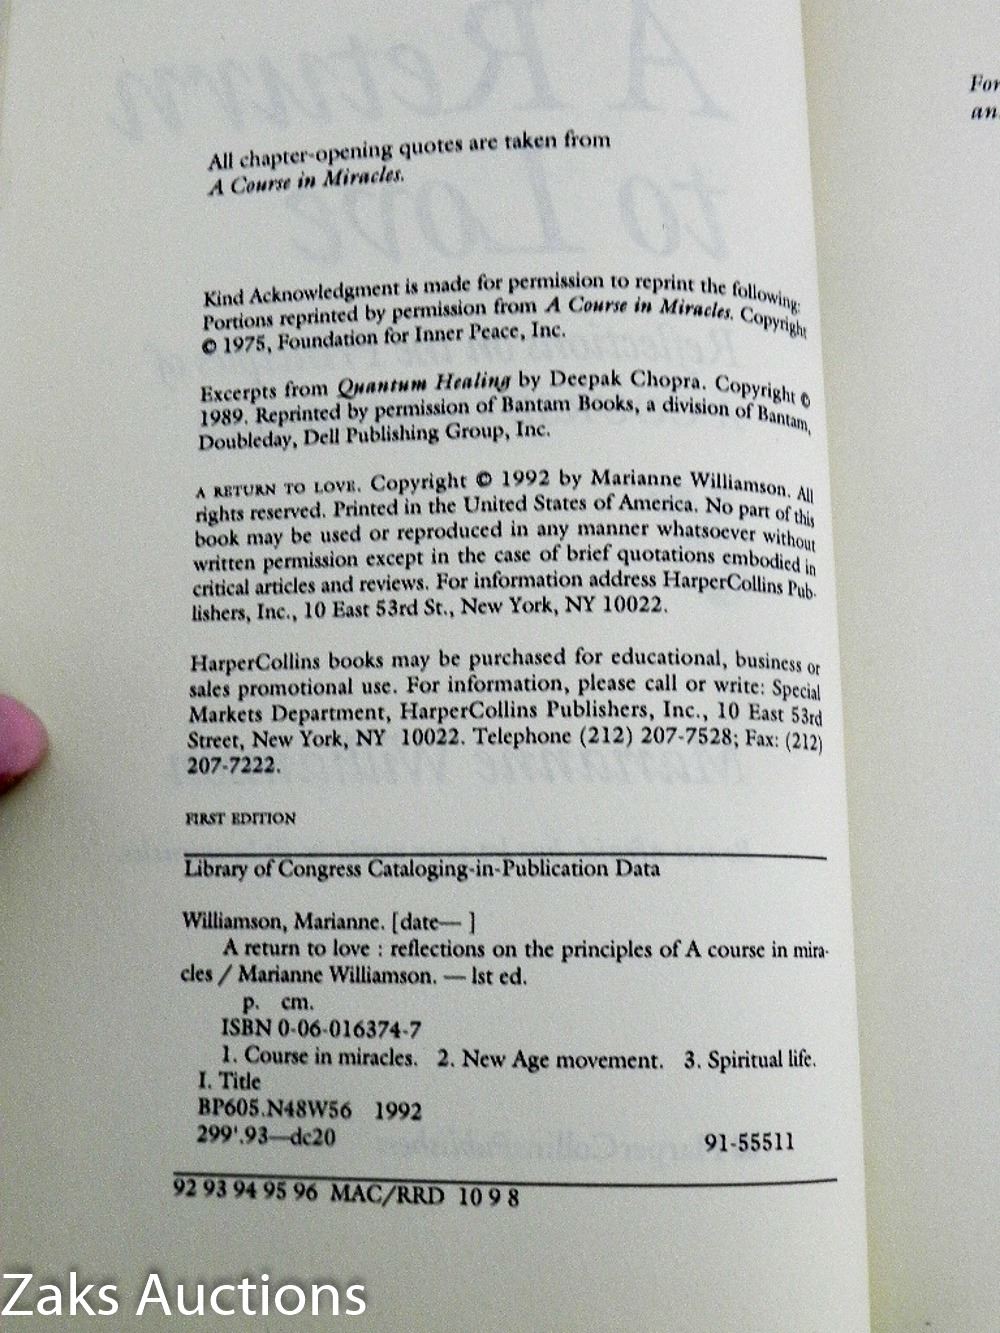 All chapter-opening quotes are taken from
A Course in Miracles.
Kind Acknowledgment is made for permission to reprint the following:
Portions reprinted by permission from A Course in Miracles. Copyright
© 1975, Foundation for Inner Peace, Inc.
Excerpts from Quantum Healing by Deepak Chopra. Copyright ©
1989. Reprinted by permission of Bantam Books, a division of Bantam,
Doubleday, Dell Publishing Group, Inc.
A RETURN TO LOVE. Copyright © 1992 by Marianne Williamson. All
rights reserved. Printed in the United States of America. No part of this
book may be used or reproduced in any manner whatsoever without
written permission except in the case of brief quotations embodied in
critical articles and reviews. For information address HarperCollins Pub-
lishers, Inc., 10 East 53rd St., New York, NY 10022.
HarperCollins books may be purchased for educational, business or
sales promotional use. For information, please call or write: Special
Markets Department, HarperCollins Publishers, Inc., 10 East 53rd
Street, New York, NY 10022. Telephone (212) 207-7528; Fax: (212)
207-7222.
FIRST EDITION
Library of Congress Cataloging-in-Publication Data
Williamson, Marianne. [date— ]
A return to love : reflections on the principles of A course in mira-
cles / Marianne Williamson. — lst ed.
p. cm.
ISBN 0-06-016374-7
1. Course in miracles. 2. New Age movement. 3. Spiritual life.
I. Title
BP605.N48W56 1992
299'.93—dc20 91-55511
92 93 94 95 96 MAC/RRD 10 9 8
For
an
Zaks Auctions